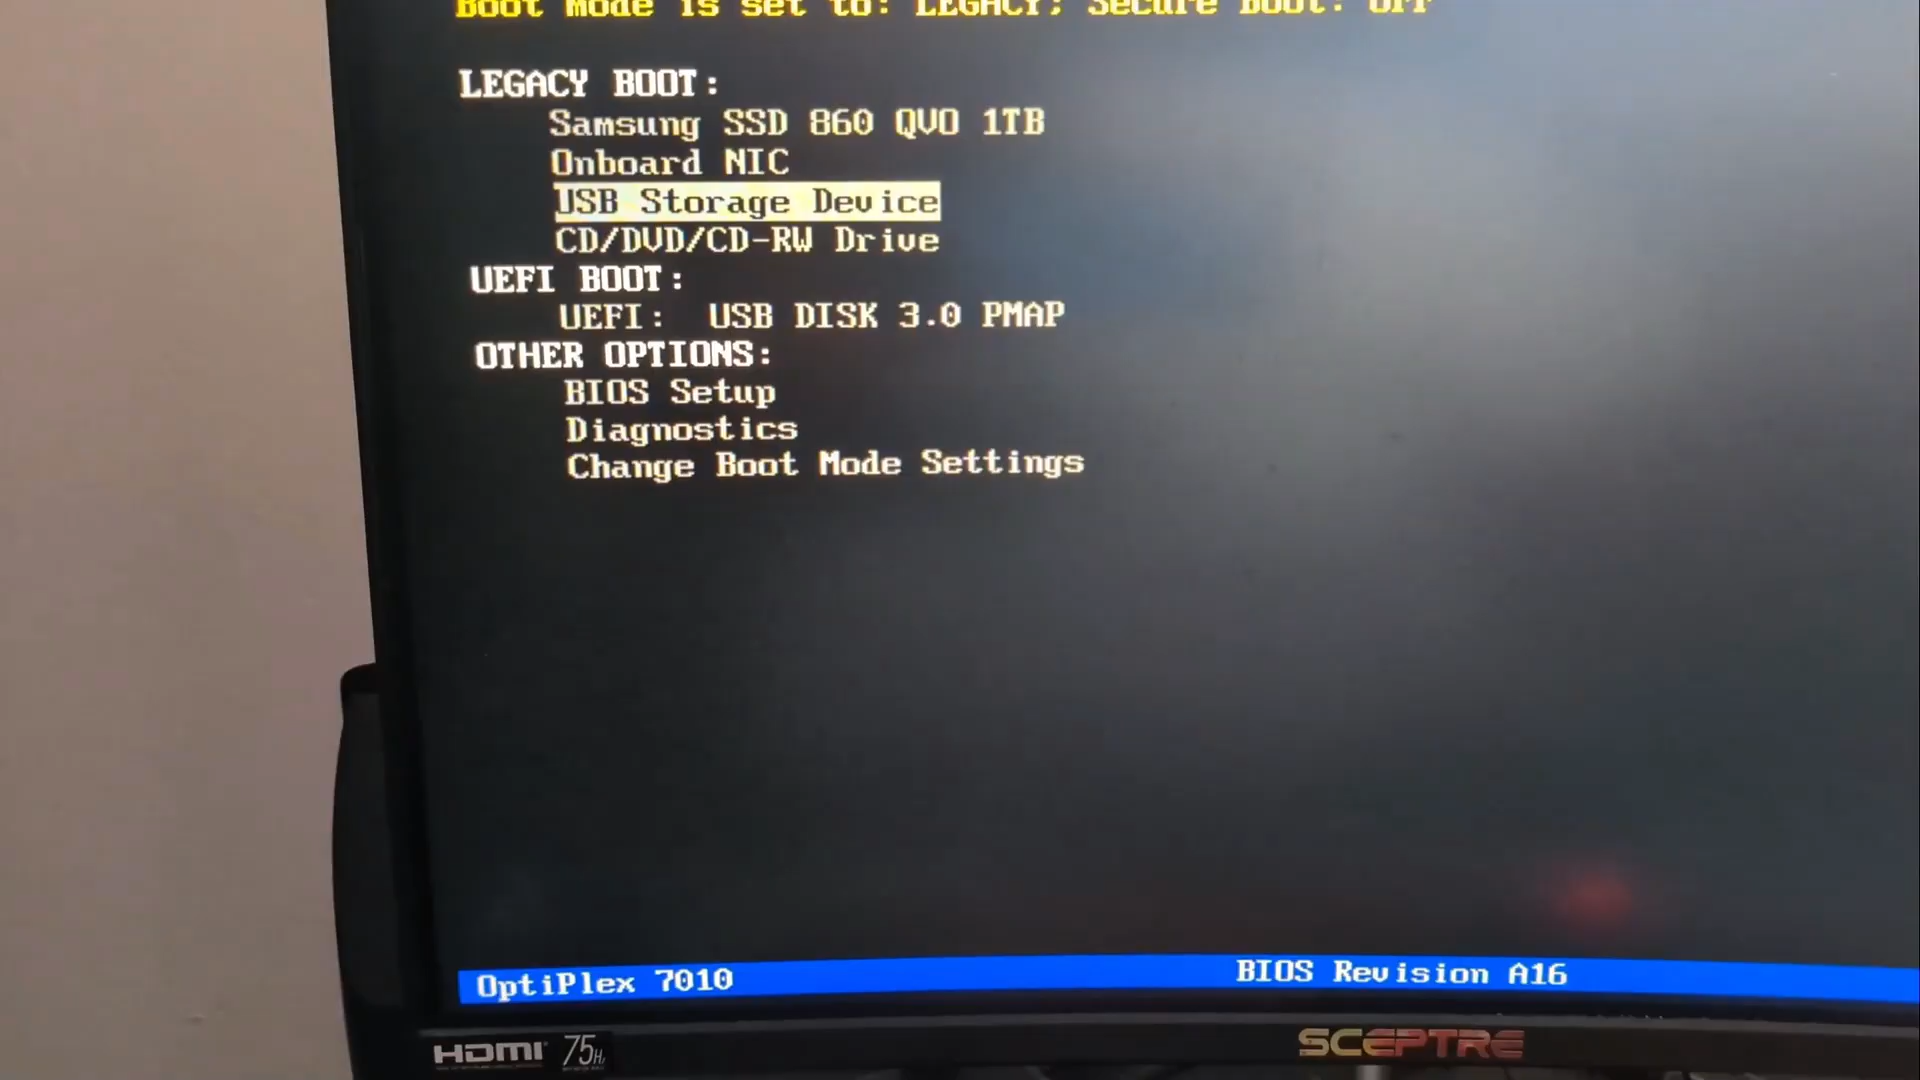 Boot mode is set to: LEGACY; Secure Boot: OFF
LEGACY BOOT:
Samsung SSD 860 QVO 1TB
Onboard NIC
USB Storage Device
CD/DVD/CD-RW Drive
UEFI BOOT:
UEFI: USB DISK 3.0 PMAP
OTHER OPTIONS:
BIOS Setup
Diagnostics
Change Boot Mode Settings
OptiPlex 7010 BIOS Revision A16
HDMI 75Hz SCEPTRE